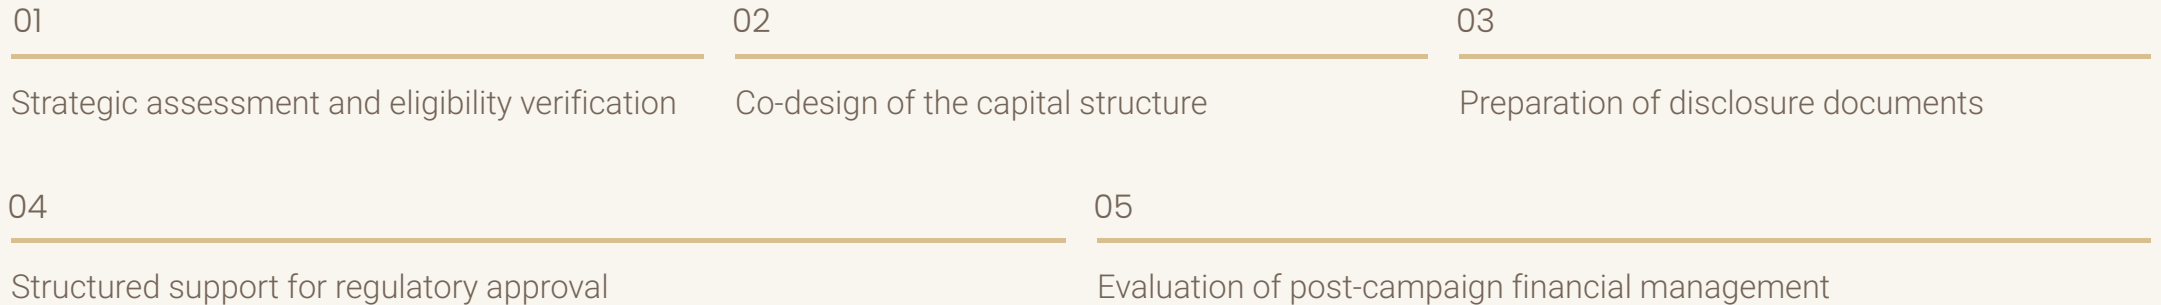 01
Strategic assessment and eligibility verification
02
Co-design of the capital structure
03
Preparation of disclosure documents
04
Structured support for regulatory approval
05
Evaluation of post-campaign financial management